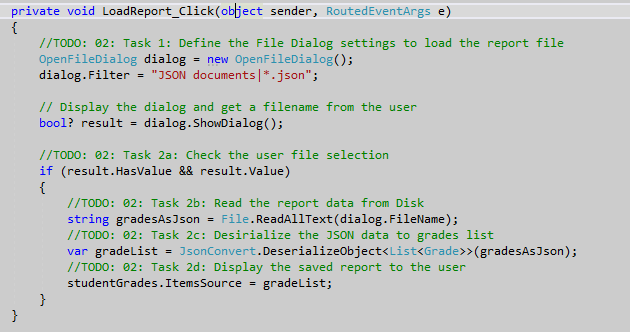 private void LoadReport_Click(object sender, RoutedEventArgs e)
{
//TODO: 02: Task 1: Define the File Dialog settings to load the report file
OpenFileDialog dialog = new OpenFileDialog();
dialog.Filter = "JSON documents|*.json";
// Display the dialog and get a filename from the user
bool? result = dialog.ShowDialog();
//TODO: 02: Task 2a: Check the user file selection
if (result.HasValue && result.Value)
{
//TODO: 02: Task 2b: Read the report data from Disk
string gradesAsJson = File.ReadAllText(dialog.FileName);
//TODO: 02: Task 2c: Desirialize the JSON data to grades list
var gradeList = JsonConvert.DeserializeObject<List<Grade>>(gradesAsJson);
//TODO: 02: Task 2d: Display the saved report to the user
studentGrades.ItemsSource = gradeList;
}
}